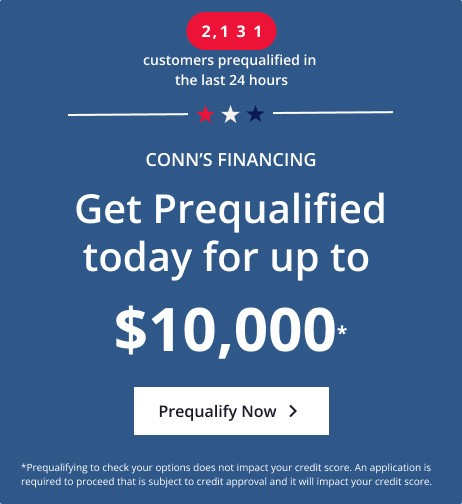 2,131
customers prequalified in
the last 24 hours
CONN'S FINANCING
Get Prequalified
today for up to
$10,000*
Prequalify Now
*Prequalifying to check your options does not impact your credit score. An application is
required to proceed that is subject to credit approval and it will impact your credit score.